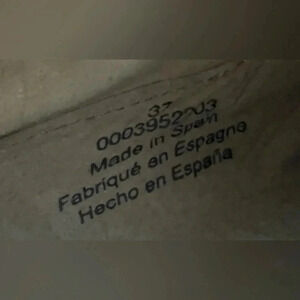 37
0003952203
Made in Spain
Fabriqué en Espagne
Hecho en España